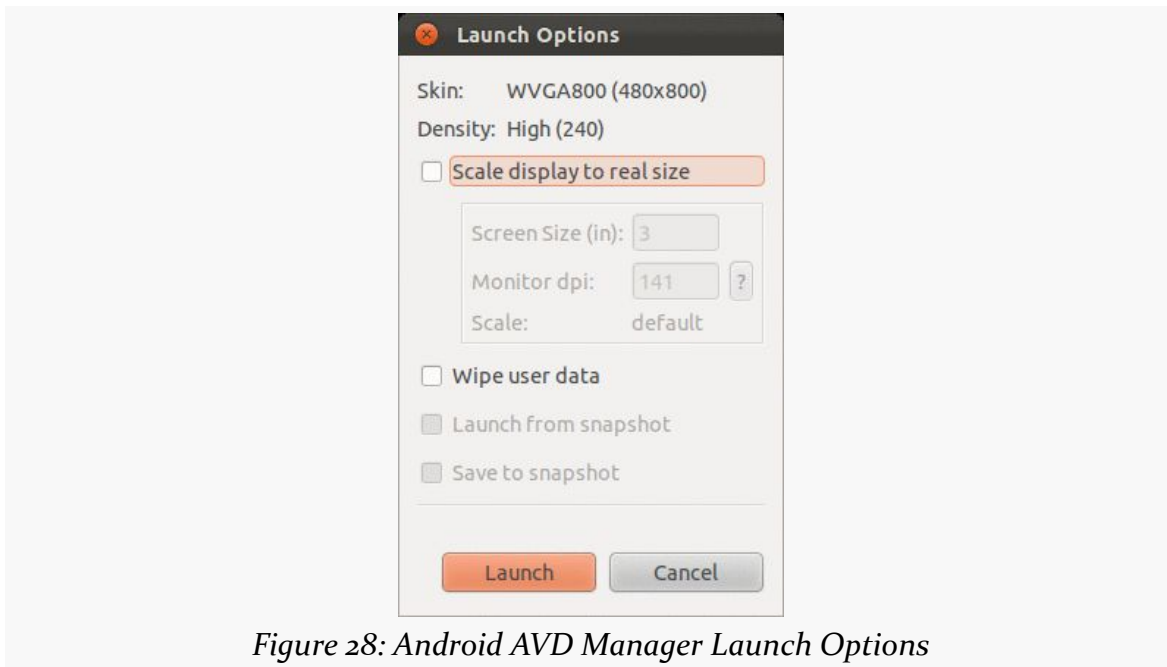 Launch Options
Skin: WVGA800 (480x800)
Density: High (240)
Scale display to real size
Screen Size (in): 3
Monitor dpi: 141 ?
Scale: default
Wipe user data
Launch from snapshot
Save to snapshot
Launch Cancel
Figure 28: Android AVD Manager Launch Options